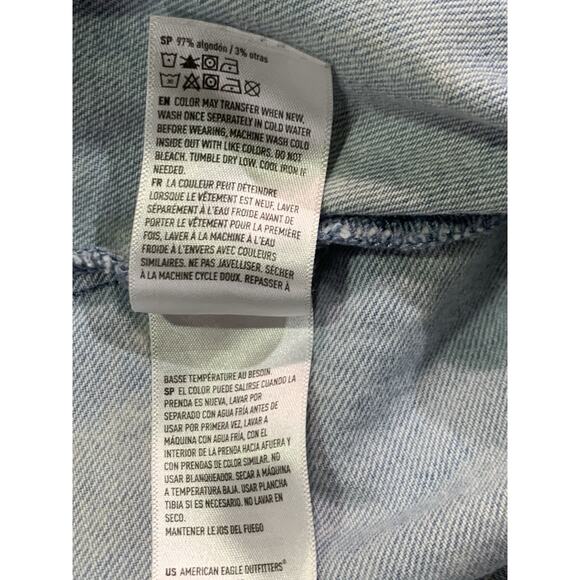 SP 97% algodón / 3% otras
EN COLOR MAY TRANSFER WHEN NEW,
WASH ONCE SEPARATELY IN COLD WATER
BEFORE WEARING, MACHINE WASH COLD
INSIDE OUT WITH LIKE COLORS. DO NOT
BLEACH. TUMBLE DRY LOW. COOL IRON IF
NEEDED.
FR LA COULEUR PEUT DÉTEINDRE
LORSQUE LE VÊTEMENT EST NEUF, LAVER
SÉPARÉMENT À L'EAU FROIDE AVANT DE
PORTER LE VÊTEMENT POUR LA PREMIÈRE
FOIS, LAVER À LA MACHINE À L'EAU
FROIDE À L'ENVERS AVEC COULEURS
SIMILAIRES. NE PAS JAVELLISER. SÉCHER
À LA MACHINE CYCLE DOUX. REPASSER À
BASSE TEMPÉRATURE AU BESOIN.
SP EL COLOR PUEDE SALIRSE CUANDO LA
PRENDA ES NUEVA, LAVAR POR
SEPARADO CON AGUA FRÍA ANTES DE
USAR POR PRIMERA VEZ, LAVAR A
MÁQUINA CON AGUA FRÍA, CON EL
INTERIOR DE LA PRENDA HACIA AFUERA Y
CON PRENDAS DE COLOR SIMILAR. NO
USAR BLANQUEADOR. SECAR A MÁQUINA
A TEMPERATURA BAJA. USAR PLANCHA
TIBIA SI ES NECESARIO. NO LAVAR EN
SECO.
MANTENER LEJOS DEL FUEGO
US AMERICAN EAGLE OUTFITTERS®